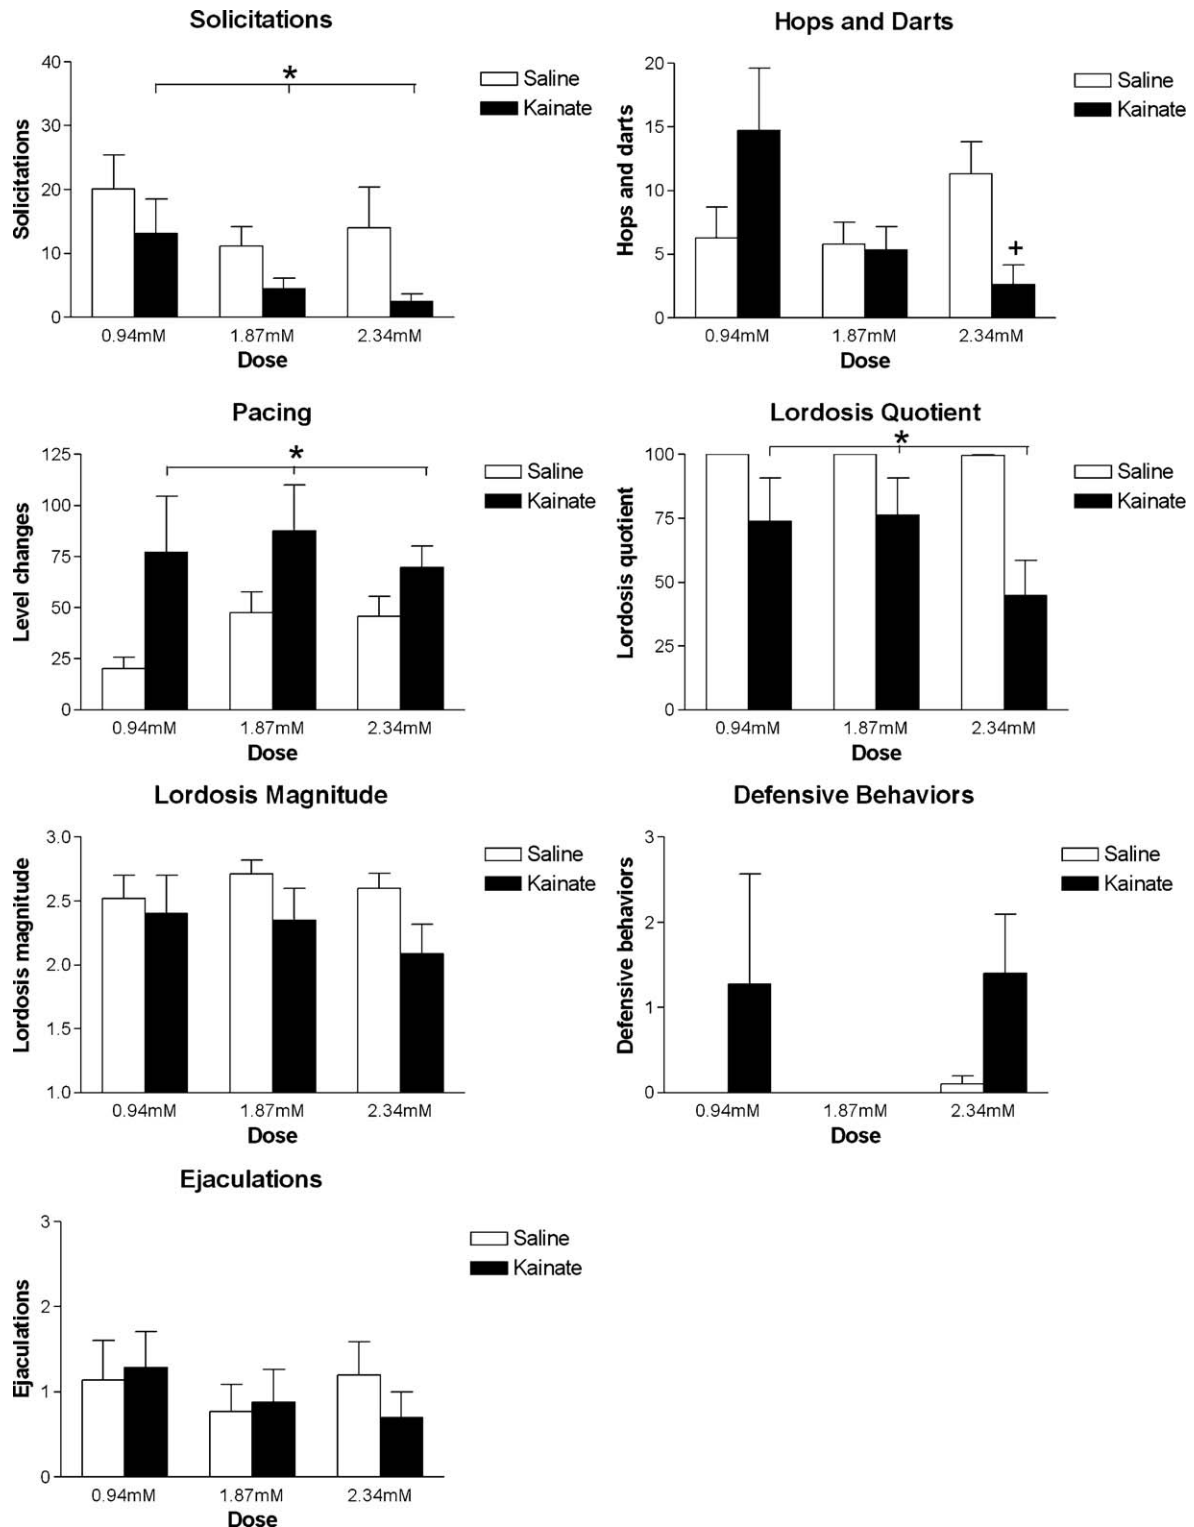 Solicitations
Solicitations
40
30
20
10
0
*
Saline
Kainate
0.94mM 1.87mM 2.34mM
Dose
Hops and Darts
Hops and darts
20
15
10
5
0
+
Saline
Kainate
0.94mM 1.87mM 2.34mM
Dose
Pacing
Level changes
125
100
75
50
25
0
*
Saline
Kainate
0.94mM 1.87mM 2.34mM
Dose
Lordosis Quotient
Lordosis quotient
100
75
50
25
0
*
Saline
Kainate
0.94mM 1.87mM 2.34mM
Dose
Lordosis Magnitude
Lordosis magnitude
3.0
2.5
2.0
1.5
1.0
Saline
Kainate
0.94mM 1.87mM 2.34mM
Dose
Defensive Behaviors
Defensive behaviors
3
2
1
0
Saline
Kainate
0.94mM 1.87mM 2.34mM
Dose
Ejaculations
Ejaculations
3
2
1
0
Saline
Kainate
0.94mM 1.87mM 2.34mM
Dose